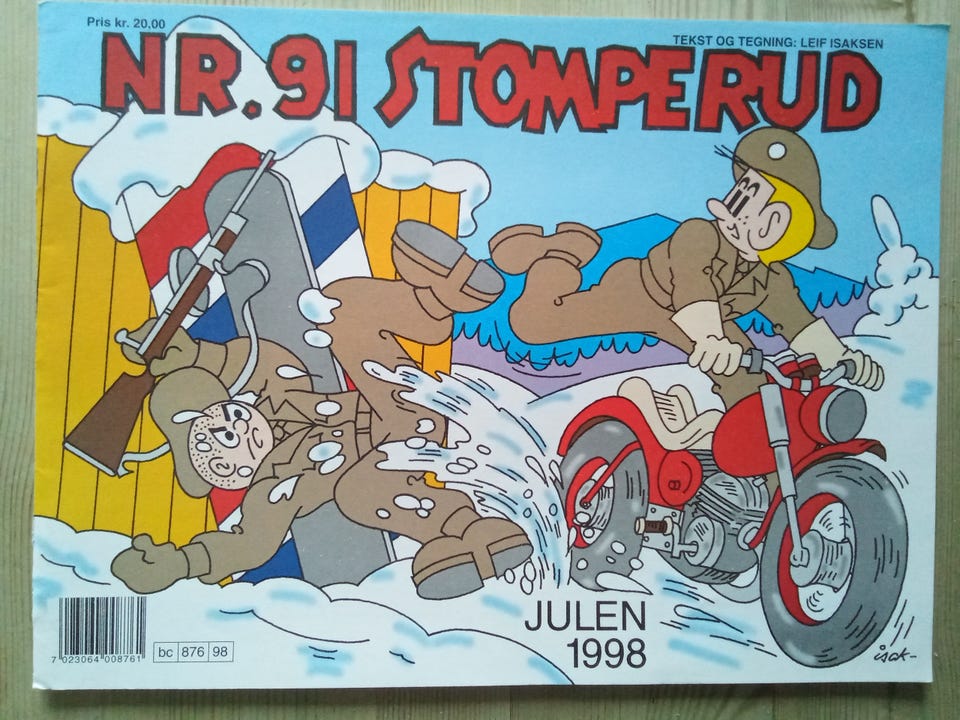 Pris kr. 20,00
TEKST OG TEGNING: LEIF ISAKSEN
NR. 91 STOMPERUD
JULEN
1998
isak-
7 023064 008761
bc 876 98